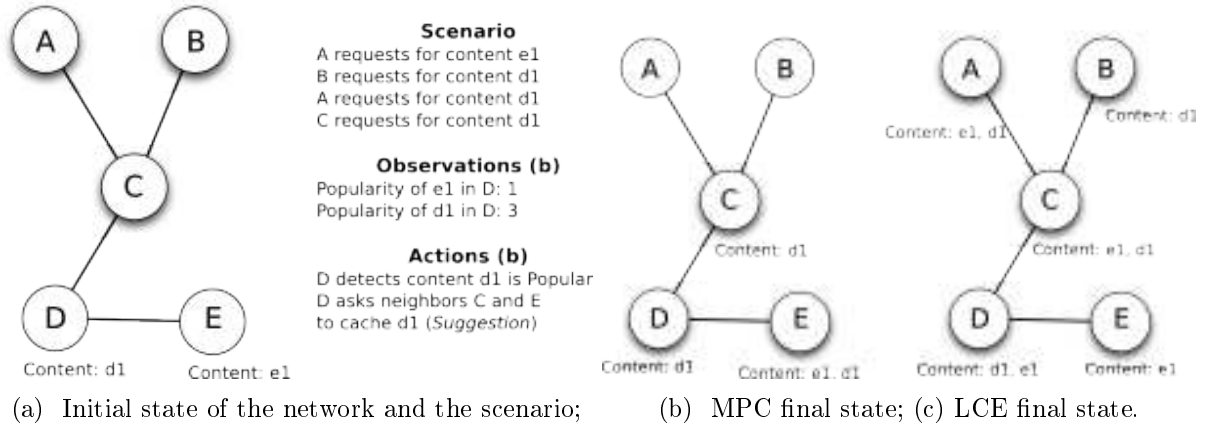 A
B
C
D
E
Content: d1
Content: e1
Scenario
A requests for content e1
B requests for content d1
A requests for content d1
C requests for content d1
Observations (b)
Popularity of e1 in D: 1
Popularity of d1 in D: 3
Actions (b)
D detects content d1 is Popular
D asks neighbors C and E
to cache d1 (Suggestion)
A
B
C
Content: d1
D
E
Content: d1
Content: e1, d1
A
B
Content: d1
Content: e1, d1
C
Content: e1, d1
D
E
Content: d1, e1
Content: e1
(a) Initial state of the network and the scenario;
(b) MPC final state; (c) LCE final state.